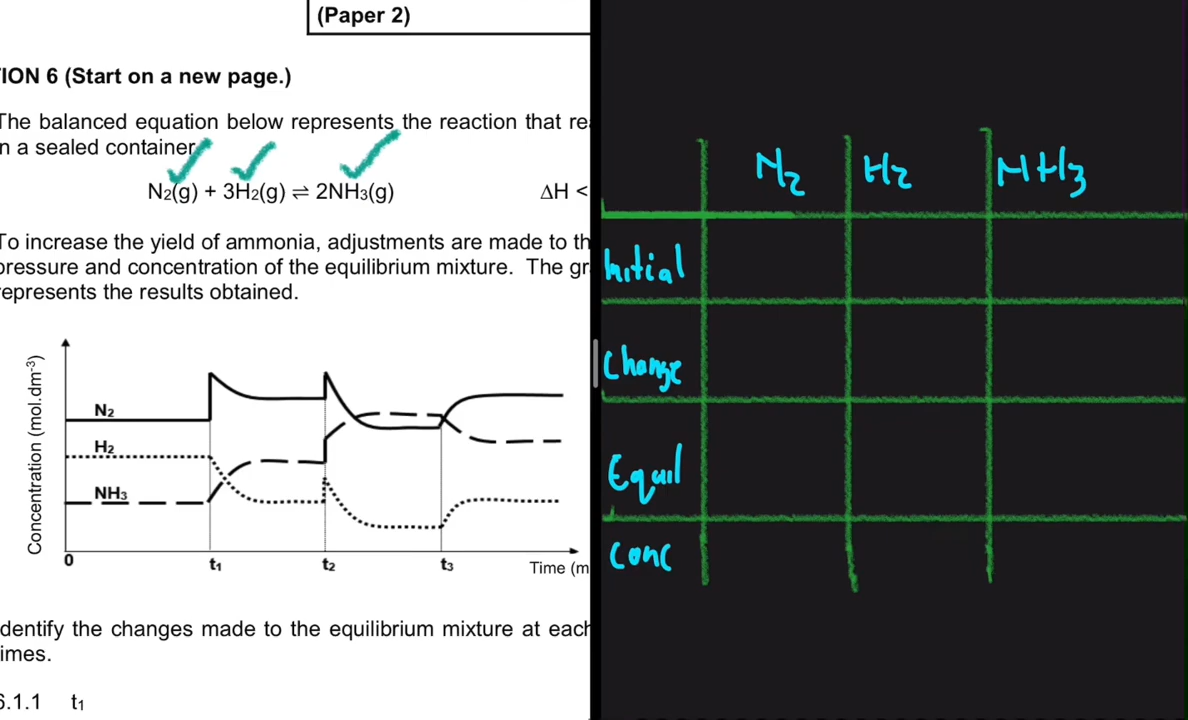 (Paper 2)
ION 6 (Start on a new page.)
The balanced equation below represents the reaction that re
n a sealed container
N₂(g) + 3H₂(g) ⇌ 2NH₃(g) ΔH <
To increase the yield of ammonia, adjustments are made to th
pressure and concentration of the equilibrium mixture. The gr
epresents the results obtained.
Concentration (mol.dm⁻³)
N₂
H₂
NH₃
0 t₁ t₂ t₃ Time (m
dentify the changes made to the equilibrium mixture at each
imes.
6.1.1 t₁
N₂ H₂ NH₃
Initial
Change
Equil
Conc